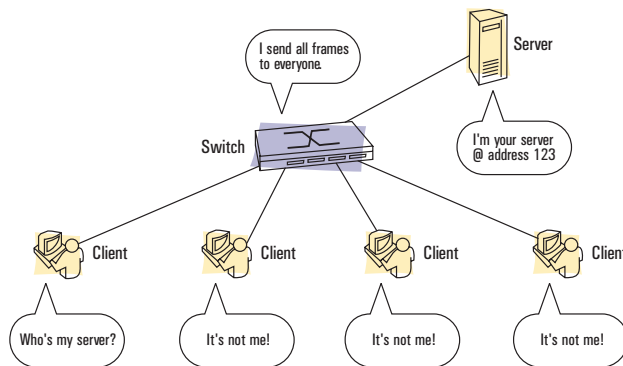 I send all frames
to everyone.
Server
Switch
I'm your server
@ address 123
Client
Client
Client
Client
Who's my server?
It's not me!
It's not me!
It's not me!